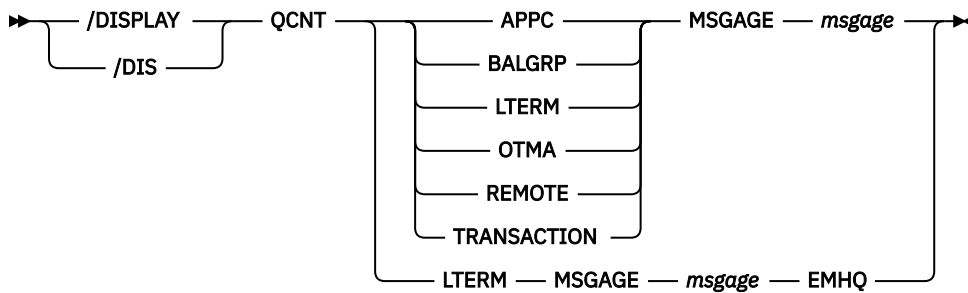 /DISPLAY QCNT APPC MSGAGE msgage
/DIS
BALGRP
LTERM
OTMA
REMOTE
TRANSACTION
LTERM MSGAGE msgage EMHQ